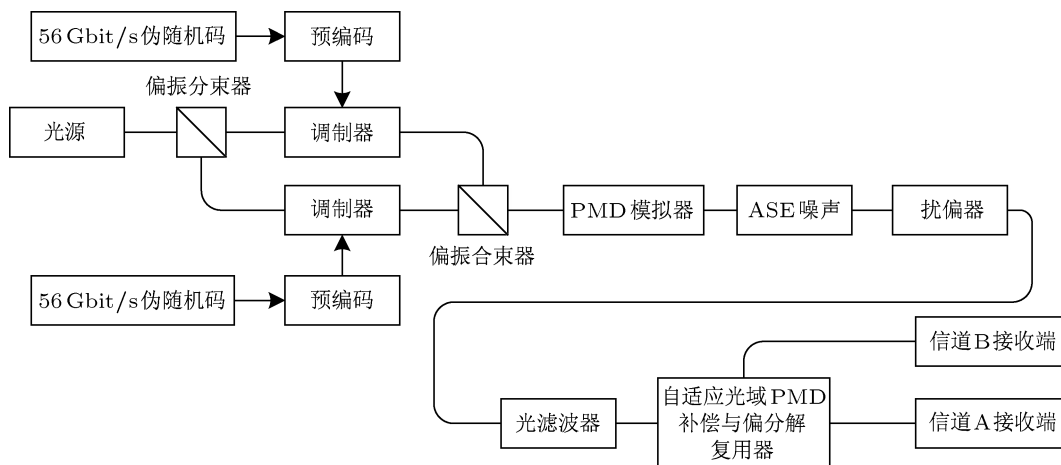 56 Gbit/s伪随机码
预编码
偏振分束器
光源
调制器
调制器
PMD模拟器
ASE噪声
扰偏器
偏振合束器
56 Gbit/s伪随机码
预编码
信道B接收端
自适应光域PMD
补偿与偏分解
复用器
光滤波器
信道A接收端